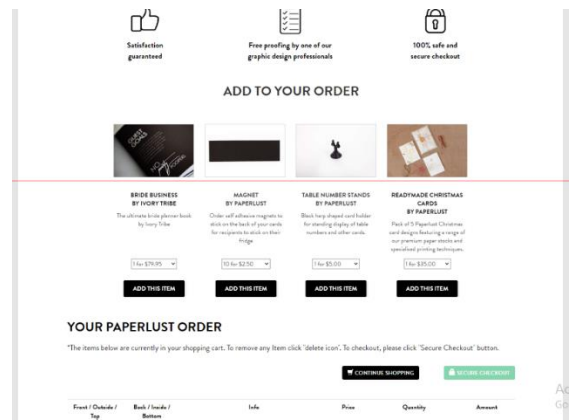 Satisfaction
guaranteed
Free proofing by one of our
graphic design professionals
100% safe and
secure checkout
ADD TO YOUR ORDER
BRIDE BUSINESS
BY IVORY TRIBE
The ultimate bride planner book
by Ivory Tribe
1 for $79.95
ADD THIS ITEM
MAGNET
BY PAPERLUST
Order self adhesive magnets to
stick on the back of your cards
for recipients to stick on their
fridge.
10 for $2.50
ADD THIS ITEM
TABLE NUMBER STANDS
BY PAPERLUST
Black harp shaped card holder
for standing display of table
numbers and other cards.
1 for $5.00
ADD THIS ITEM
READYMADE CHRISTMAS
CARDS
BY PAPERLUST
Pack of 5 Paperlust Christmas
card designs featuring a range of
our premium paper stocks and
specialised printing techniques.
1 for $35.00
ADD THIS ITEM
YOUR PAPERLUST ORDER
*The items below are currently in your shopping cart. To remove any Item click 'delete icon'. To checkout, please click 'Secure Checkout' button.
CONTINUE SHOPPING
SECURE CHECKOUT
Front / Outside /
Top
Back / Inside /
Bottom
Info
Price
Quantity
Amount